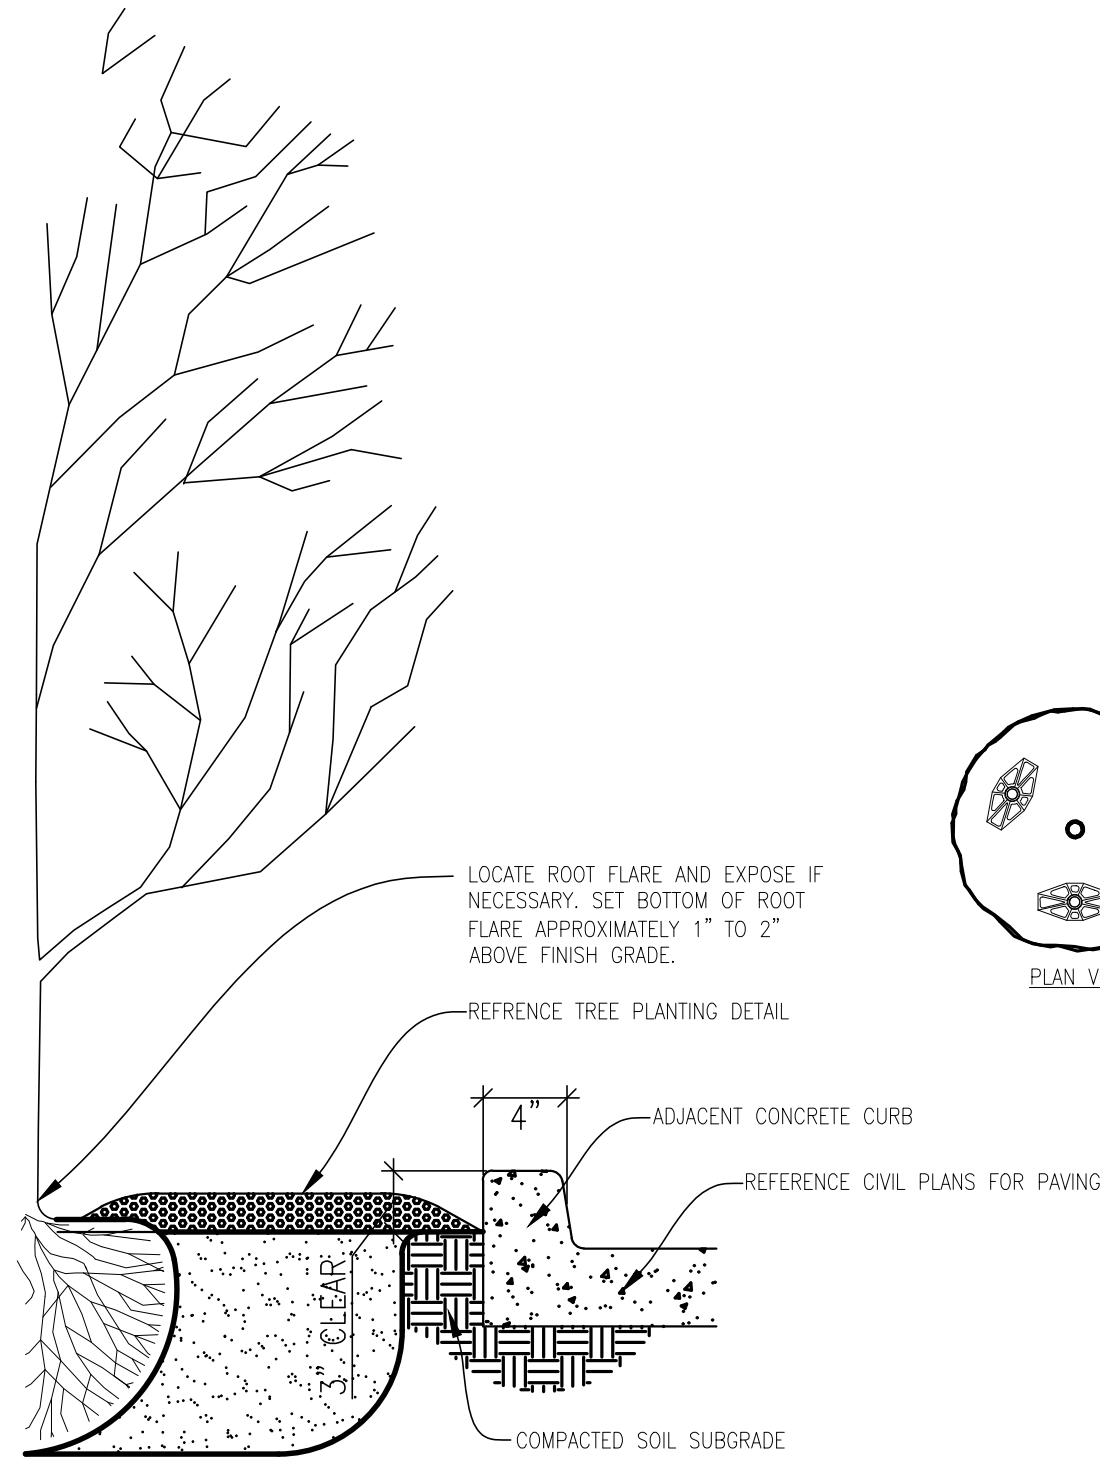 LOCATE ROOT FLARE AND EXPOSE IF
NECESSARY. SET BOTTOM OF ROOT
FLARE APPROXIMATELY 1" TO 2"
ABOVE FINISH GRADE.
PLAN V
REFRENCE TREE PLANTING DETAIL
4"
ADJACENT CONCRETE CURB
REFERENCE CIVIL PLANS FOR PAVING
3" CLEAR
COMPACTED SOIL SUBGRADE